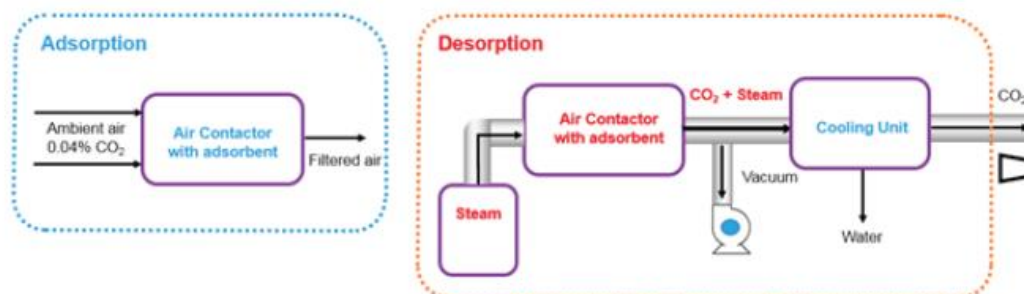 Adsorption
Ambient air
0.04% CO₂
Air Contactor
with adsorbent
Filtered air
Desorption
Steam
Air Contactor
with adsorbent
CO₂ + Steam
Vacuum
Cooling Unit
Water
CO₂